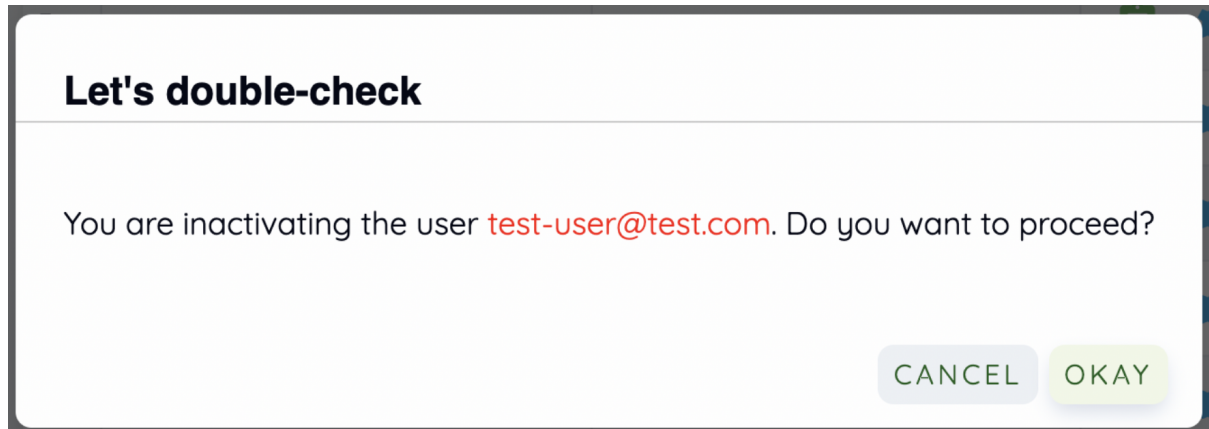 Let's double-check
You are inactivating the user test-user@test.com. Do you want to proceed?
CANCEL OKAY